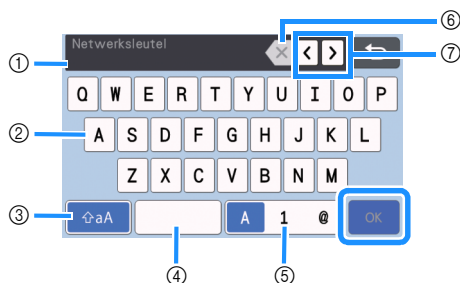 ⑥
Netwerksleutel
⑦
①
Q W E R T Y U I O P
② A S D F G H J K L
Z X C V B N M
③ ⇧aA A 1 @ OK
④ ⑤